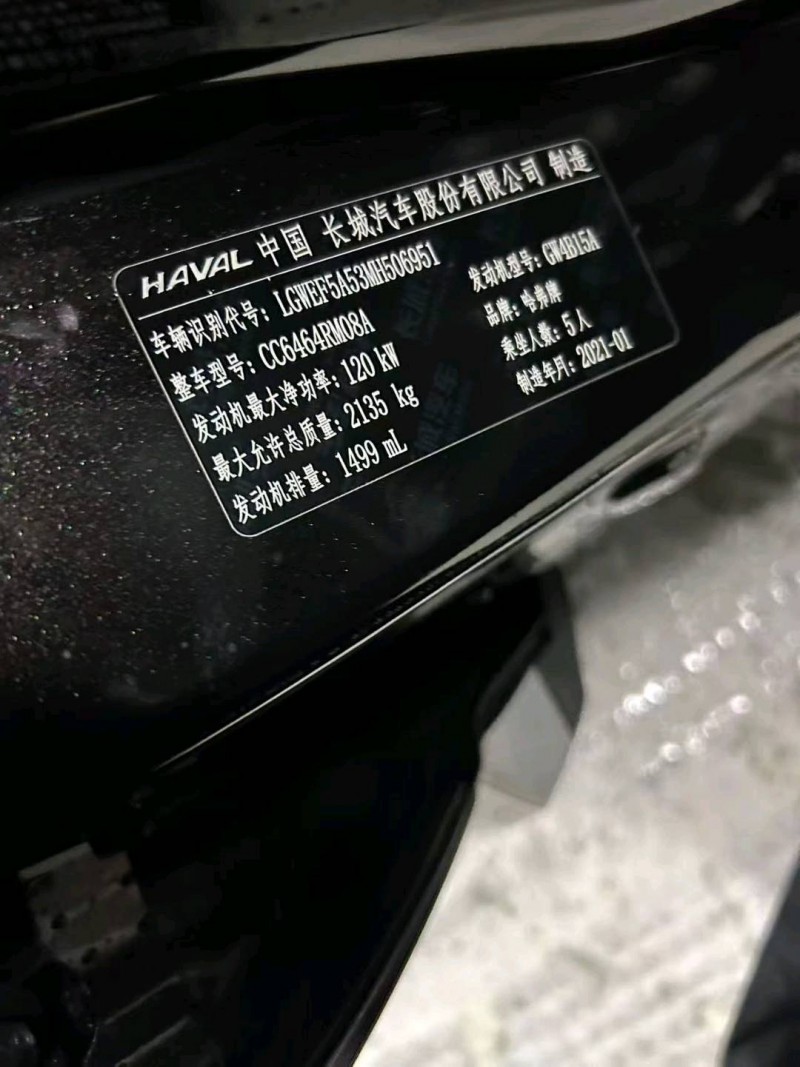 HAVAL 中国 长城汽车股份有限公司 制造
车辆识别代号: LGWEF5A53MH506951
整车型号: CC6464RM08A 发动机型号: GW4B15A
发动机最大净功率: 120 kW 品牌: 哈弗牌
最大允许总质量: 2135 kg 乘坐人数: 5人
发动机排量: 1499 mL 制造年月: 2021-01